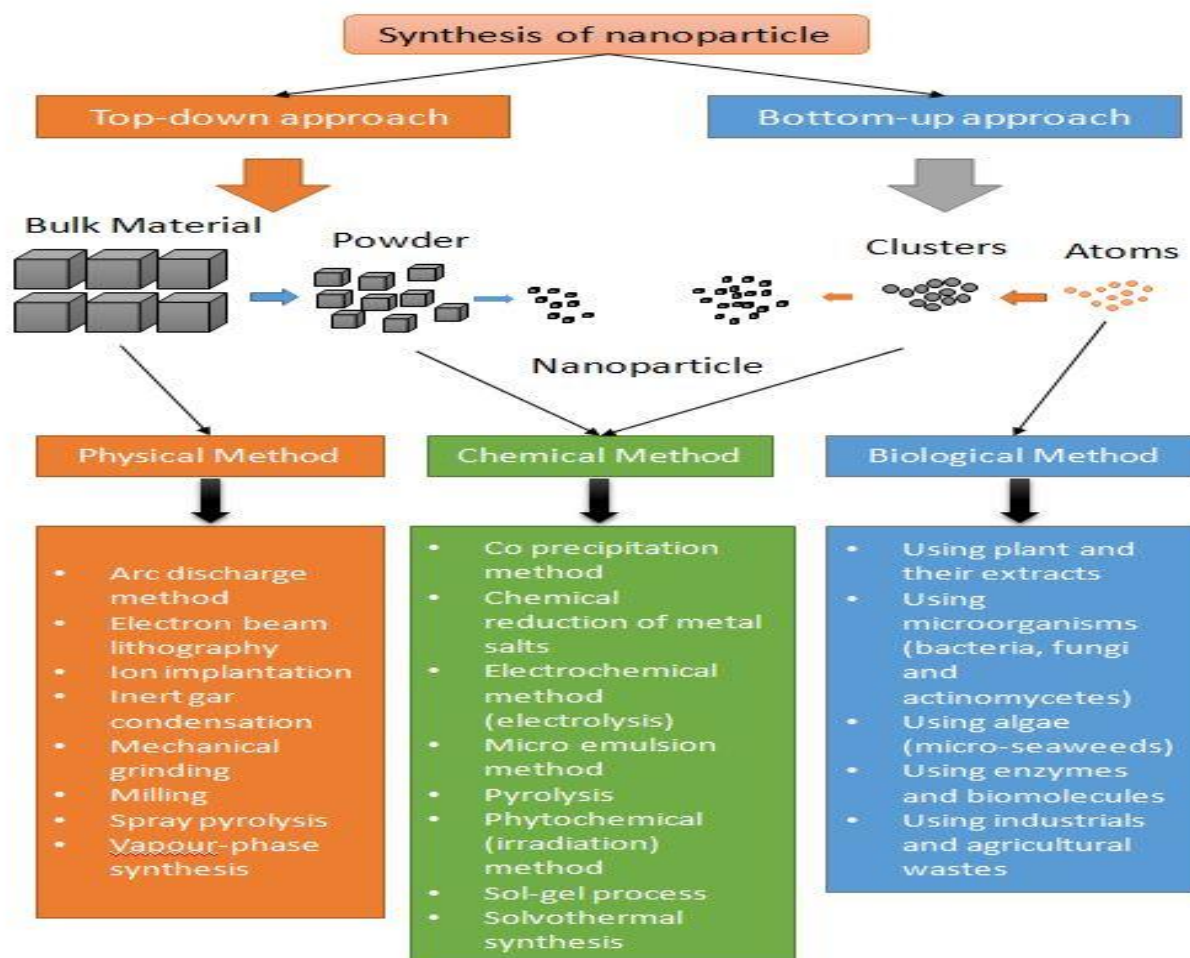 Synthesis of nanoparticle
Top-down approach
Bottom-up approach
Bulk Material
Powder
Clusters
Atoms
Nanoparticle
Physical Method
Chemical Method
Biological Method
• Arc discharge
method
• Electron beam
lithography
• Ion implantation
• Inert gar
condensation
• Mechanical
grinding
• Milling
• Spray pyrolysis
• Vapour-phase
synthesis
• Co precipitation
method
• Chemical
reduction of metal
salts
• Electrochemical
method
(electrolysis)
• Micro emulsion
method
• Pyrolysis
• Phytochemical
(irradiation)
method
• Sol-gel process
• Solvothermal
synthesis
• Using plant and
their extracts
• Using
microorganisms
(bacteria, fungi
and
actinomycetes)
• Using algae
(micro-seaweeds)
• Using enzymes
and biomolecules
• Using industrials
and agricultural
wastes